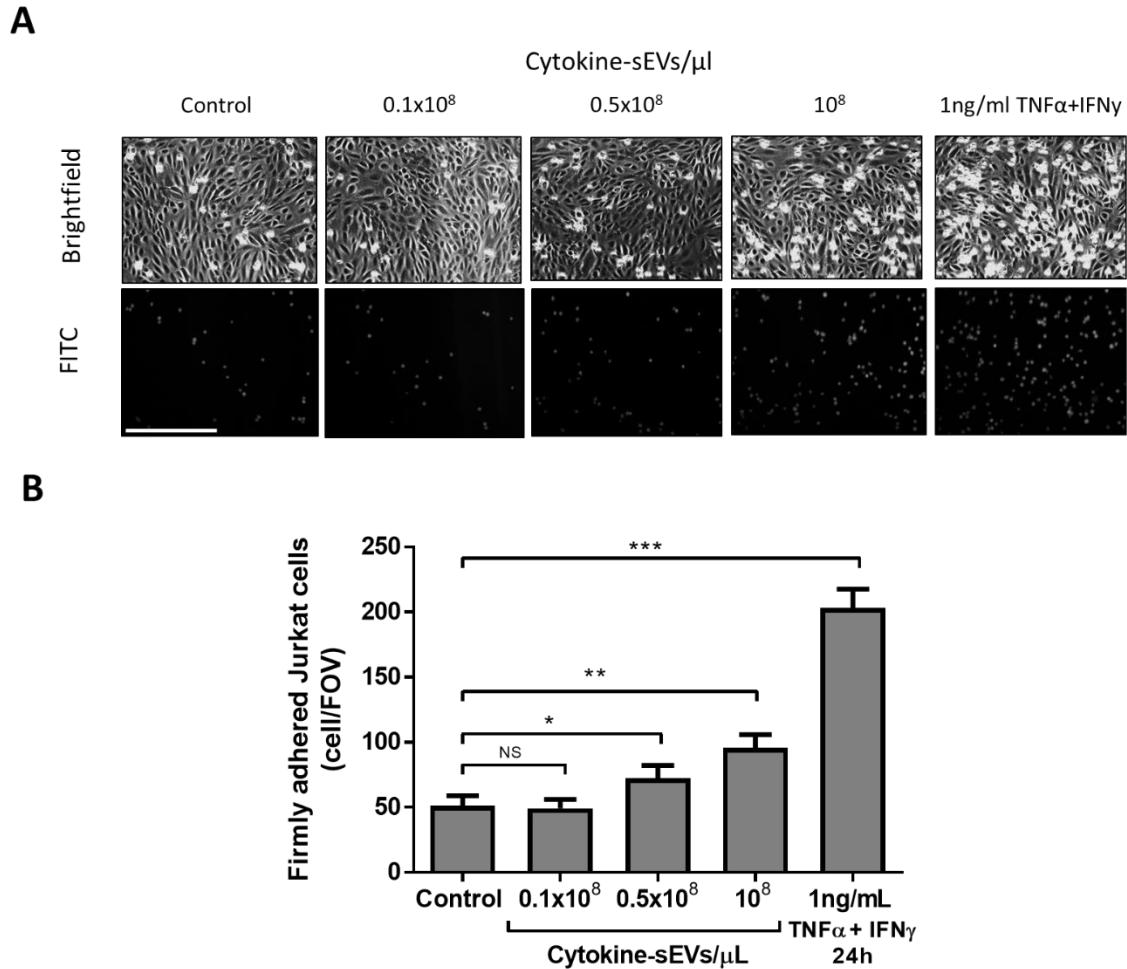 A
Cytokine-sEVs/μl
Control 0.1x10⁸ 0.5x10⁸ 10⁸ 1ng/ml TNFα+IFNγ
Brightfield
FITC
B
Firmly adhered Jurkat cells
(cell/FOV)
250
200
150
100
50
0
***
**
*
NS
Control 0.1x10⁸ 0.5x10⁸ 10⁸ 1ng/mL
TNFα + IFNγ
Cytokine-sEVs/μL 24h